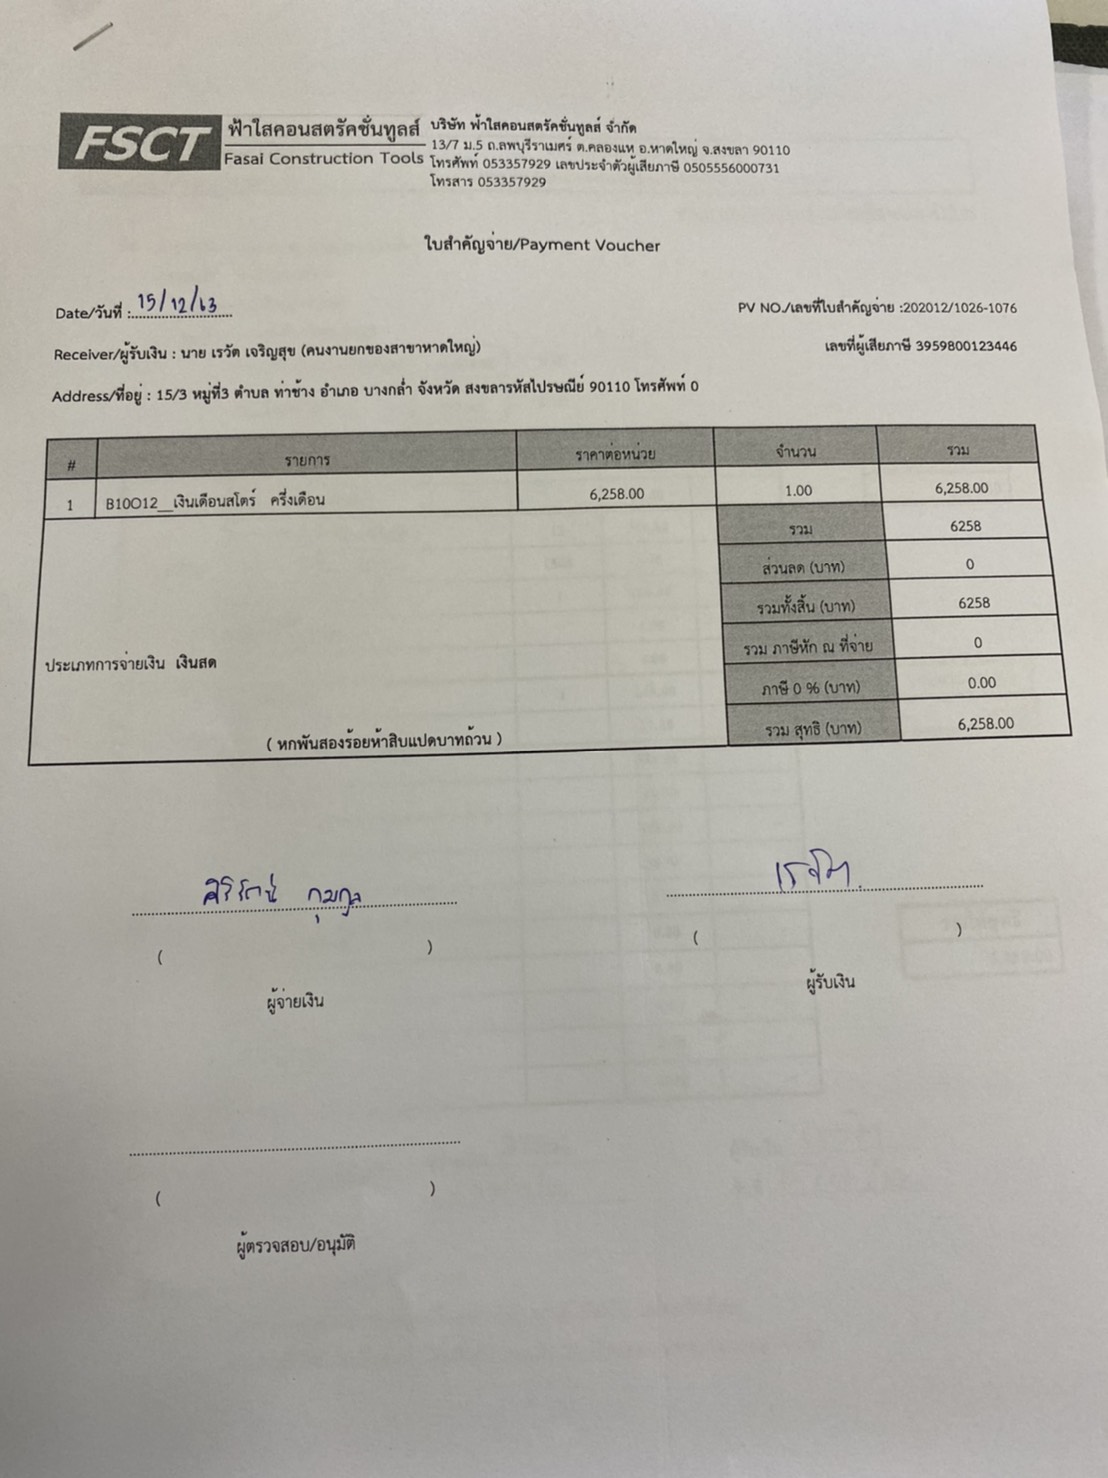 FSCT
ฟ้าใสคอนสตรัคชั่นทูลส์
Fasai Construction Tools
บริษัท ฟ้าใสคอนสตรัคชั่นทูลส์ จำกัด
13/7 ม.5 ถ.ลพบุรีราเมศร์ ต.คลองแห อ.หาดใหญ่ จ.สงขลา 90110
โทรศัพท์ 053357929 เลขประจำตัวผู้เสียภาษี 0505556000731
โทรสาร 053357929
ใบสำคัญจ่าย/Payment Voucher
Date/วันที่ : 15/12/63
PV NO./เลขที่ใบสำคัญจ่าย :202012/1026-1076
Receiver/ผู้รับเงิน : นาย เรวัต เจริญสุข (คนงานยกของสาขาหาดใหญ่)
เลขที่ผู้เสียภาษี 3959800123446
Address/ที่อยู่ : 15/3 หมู่ที่3 ตำบล ท่าช้าง อำเภอ บางกล่ำ จังหวัด สงขลารหัสไปรษณีย์ 90110 โทรศัพท์ 0
# รายการ ราคาต่อหน่วย จำนวน รวม
1 B10O12__เงินเดือนสโตร์ ครึ่งเดือน 6,258.00 1.00 6,258.00
รวม 6258
ส่วนลด (บาท) 0
รวมทั้งสิ้น (บาท) 6258
รวม ภาษีหัก ณ ที่จ่าย 0
ประเภทการจ่ายเงิน เงินสด
ภาษี 0 % (บาท) 0.00
รวม สุทธิ (บาท) 6,258.00
( หกพันสองร้อยห้าสิบแปดบาทถ้วน )
เรวัต
( )
( )
ผู้จ่ายเงิน
ผู้รับเงิน
( )
ผู้ตรวจสอบ/อนุมัติ